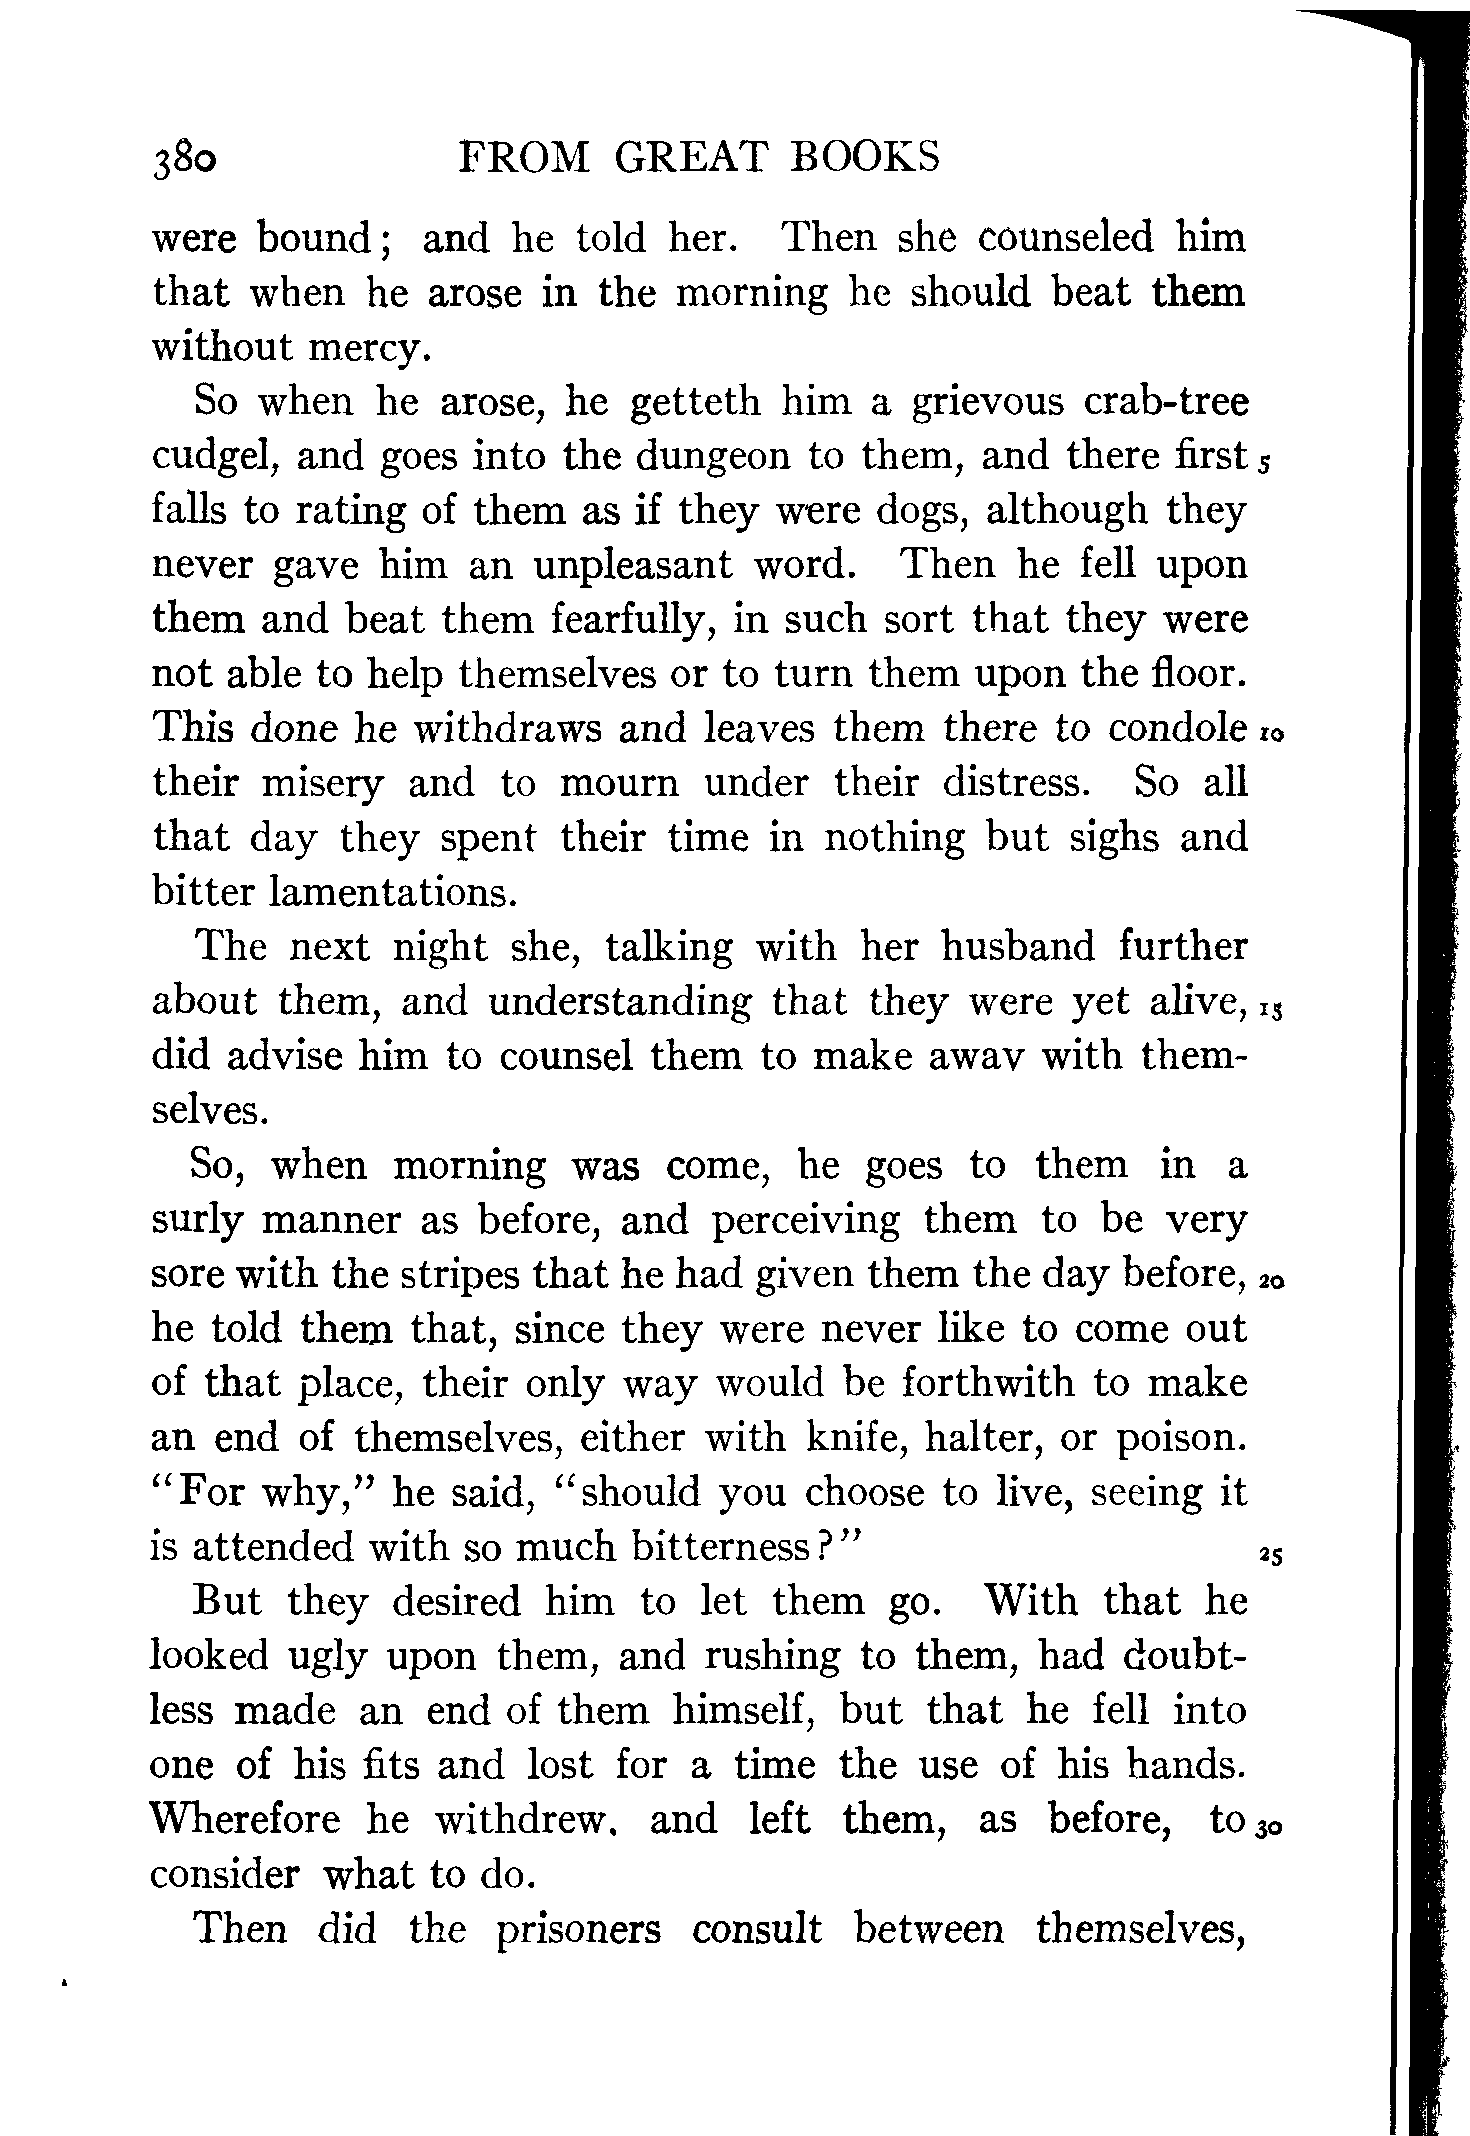 380 FROM GREAT BOOKS
were bound; and he told her. Then she counseled him
that when he arose in the morning he should beat them
without mercy.
So when he arose, he getteth him a grievous crab-tree
cudgel, and goes into the dungeon to them, and there first 5
falls to rating of them as if they were dogs, although they
never gave him an unpleasant word. Then he fell upon
them and beat them fearfully, in such sort that they were
not able to help themselves or to turn them upon the floor.
This done he withdraws and leaves them there to condole 10
their misery and to mourn under their distress. So all
that day they spent their time in nothing but sighs and
bitter lamentations.
The next night she, talking with her husband further
about them, and understanding that they were yet alive, 15
did advise him to counsel them to make away with them-
selves.
So, when morning was come, he goes to them in a
surly manner as before, and perceiving them to be very
sore with the stripes that he had given them the day before, 20
he told them that, since they were never like to come out
of that place, their only way would be forthwith to make
an end of themselves, either with knife, halter, or poison.
"For why," he said, "should you choose to live, seeing it
is attended with so much bitterness?" 25
But they desired him to let them go. With that he
looked ugly upon them, and rushing to them, had doubt-
less made an end of them himself, but that he fell into
one of his fits and lost for a time the use of his hands.
Wherefore he withdrew. and left them, as before, to 30
consider what to do.
Then did the prisoners consult between themselves,